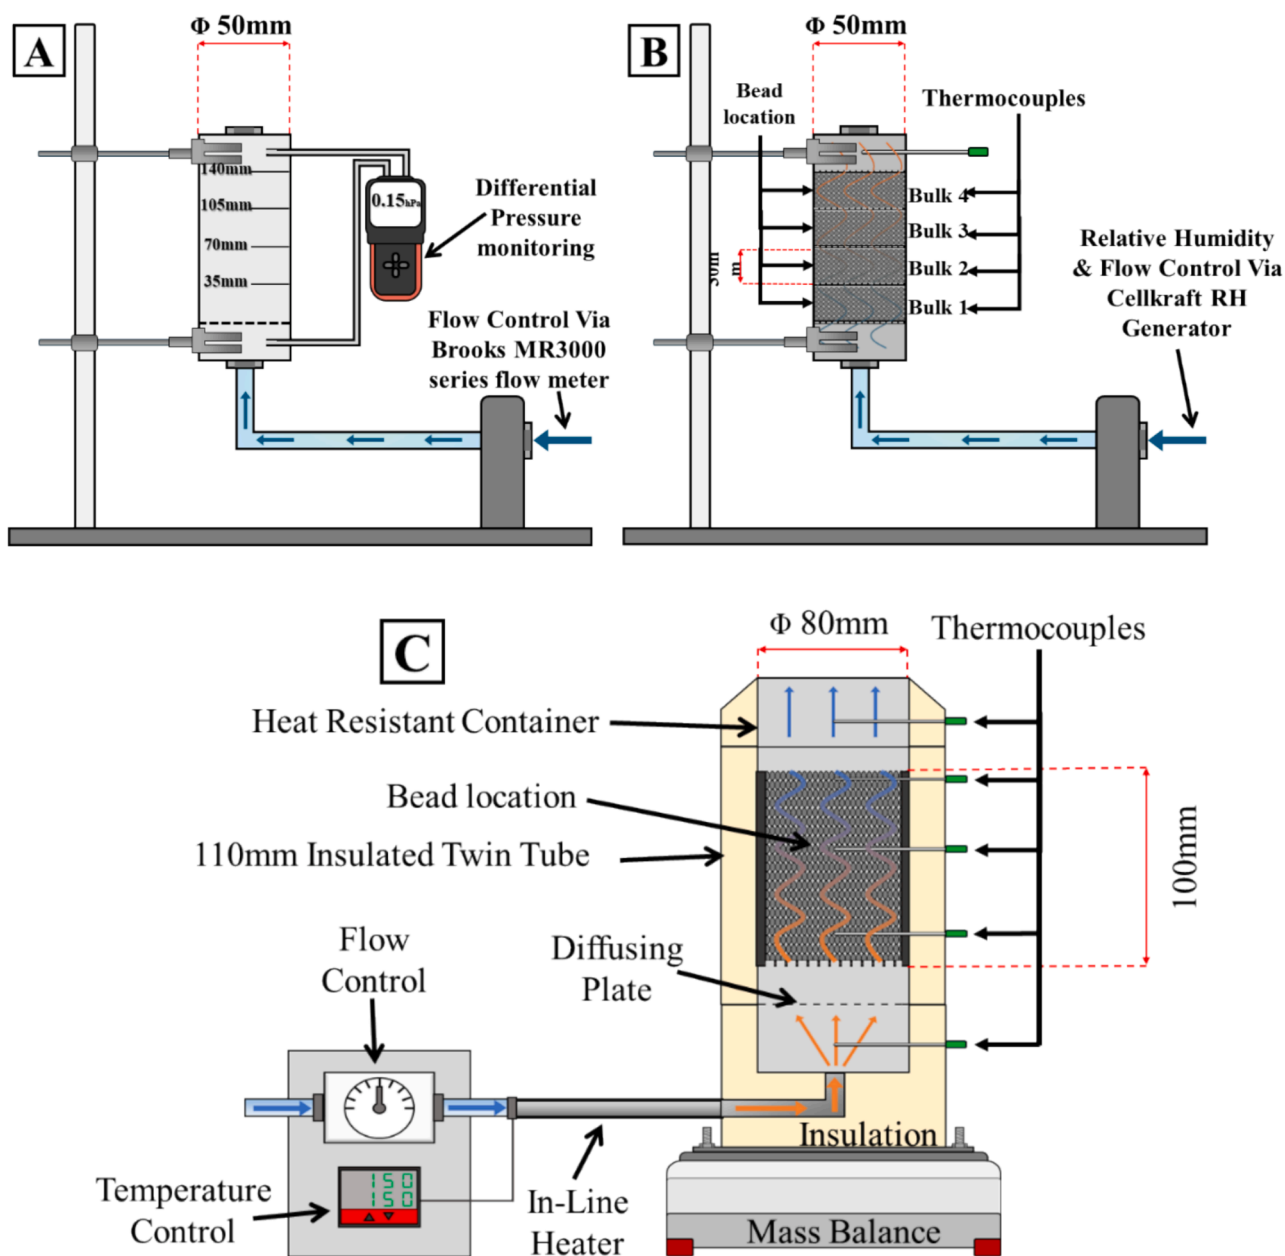 A
Φ 50mm
140mm
105mm
70mm
35mm
0.15hPa
Differential
Pressure
monitoring
Flow Control Via
Brooks MR3000
series flow meter
B
Φ 50mm
Bead
location
Thermocouples
Bulk 4
Bulk 3
Bulk 2
Bulk 1
m
Relative Humidity
& Flow Control Via
Cellkraft RH
Generator
C
Φ 80mm
Thermocouples
Heat Resistant Container
Bead location
110mm Insulated Twin Tube
100mm
Flow
Control
Diffusing
Plate
150
150
Temperature
Control
In-Line
Heater
Insulation
Mass Balance